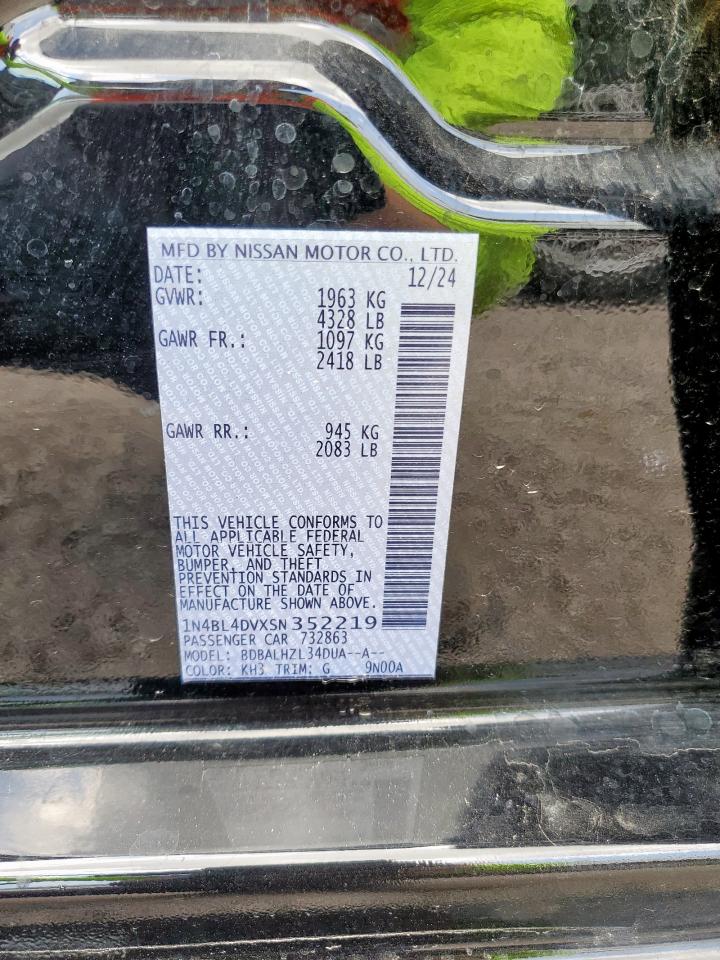 MFD BY NISSAN MOTOR CO., LTD.
DATE: 12/24
GVWR: 1963 KG
4328 LB
GAWR FR.: 1097 KG
2418 LB
GAWR RR.: 945 KG
2083 LB
THIS VEHICLE CONFORMS TO
ALL APPLICABLE FEDERAL
MOTOR VEHICLE SAFETY,
BUMPER, AND THEFT
PREVENTION STANDARDS IN
EFFECT ON THE DATE OF
MANUFACTURE SHOWN ABOVE.
1N4BL4DVXSN352219
PASSENGER CAR 732863
MODEL: BDBALHZL34DUA--A--
COLOR: KH3 TRIM: G 9N00A